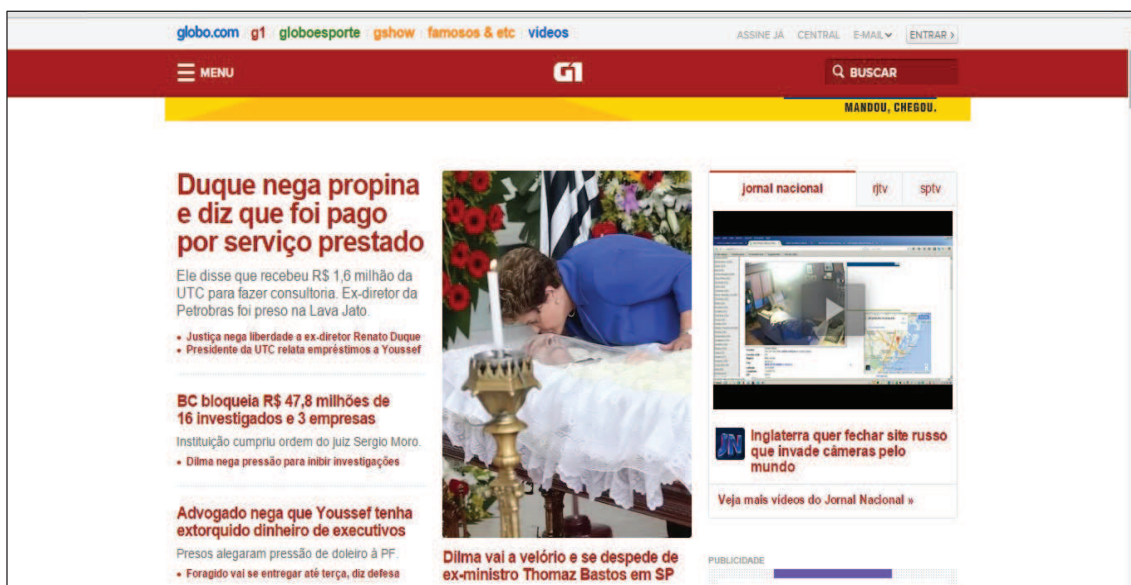 globo.com g1 globoesporte gshow famosos & etc vídeos
ASSINE JÁ CENTRAL E-MAIL ENTRAR ›
MENU
G1
BUSCAR
MANDOU, CHEGOU.
Duque nega propina
e diz que foi pago
por serviço prestado
Ele disse que recebeu R$ 1,6 milhão da
UTC para fazer consultoria. Ex-diretor da
Petrobras foi preso na Lava Jato.
• Justiça nega liberdade a ex-diretor Renato Duque
• Presidente da UTC relata empréstimos a Youssef
BC bloqueia R$ 47,8 milhões de
16 investigados e 3 empresas
Instituição cumpriu ordem do juiz Sergio Moro.
• Dilma nega pressão para inibir investigações
Advogado nega que Youssef tenha
extorquido dinheiro de executivos
Presos alegaram pressão de doleiro à PF.
• Foragido vai se entregar até terça, diz defesa
Dilma vai a velório e se despede de
ex-ministro Thomaz Bastos em SP
jornal nacional rjtv sptv
JN
Inglaterra quer fechar site russo
que invade câmeras pelo
mundo
Veja mais vídeos do Jornal Nacional »
PUBLICIDADE